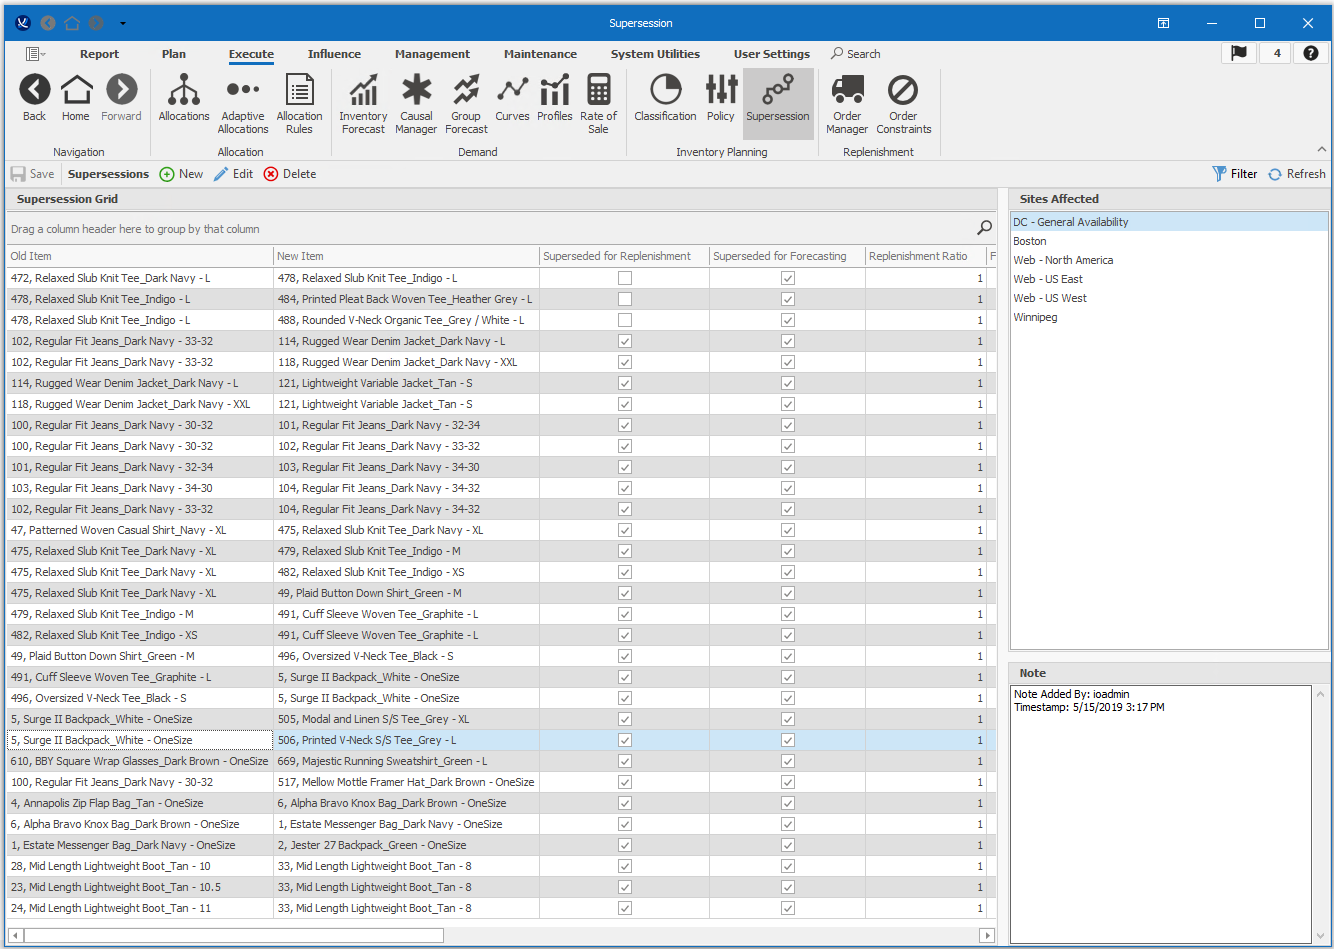 Supersession
Report Plan Execute Influence Management Maintenance System Utilities User Settings Search 4
Back Home Forward Allocations Adaptive Allocations Allocation Rules Inventory Forecast Causal Manager Group Forecast Curves Profiles Rate of Sale Classification Policy Supersession Order Manager Order Constraints
Navigation Allocation Demand Inventory Planning Replenishment
Save Supersessions New Edit Delete Filter Refresh
Supersession Grid
Drag a column header here to group by that column
Old Item New Item Superseded for Replenishment Superseded for Forecasting Replenishment Ratio F
472, Relaxed Slub Knit Tee_Dark Navy - L 478, Relaxed Slub Knit Tee_Indigo - L 1
478, Relaxed Slub Knit Tee_Indigo - L 484, Printed Pleat Back Woven Tee_Heather Grey - L 1
478, Relaxed Slub Knit Tee_Indigo - L 488, Rounded V-Neck Organic Tee_Grey / White - L 1
102, Regular Fit Jeans_Dark Navy - 33-32 114, Rugged Wear Denim Jacket_Dark Navy - L 1
102, Regular Fit Jeans_Dark Navy - 33-32 118, Rugged Wear Denim Jacket_Dark Navy - XXL 1
114, Rugged Wear Denim Jacket_Dark Navy - L 121, Lightweight Variable Jacket_Tan - S 1
118, Rugged Wear Denim Jacket_Dark Navy - XXL 121, Lightweight Variable Jacket_Tan - S 1
100, Regular Fit Jeans_Dark Navy - 30-32 101, Regular Fit Jeans_Dark Navy - 32-34 1
100, Regular Fit Jeans_Dark Navy - 30-32 102, Regular Fit Jeans_Dark Navy - 33-32 1
101, Regular Fit Jeans_Dark Navy - 32-34 103, Regular Fit Jeans_Dark Navy - 34-30 1
103, Regular Fit Jeans_Dark Navy - 34-30 104, Regular Fit Jeans_Dark Navy - 34-32 1
102, Regular Fit Jeans_Dark Navy - 33-32 104, Regular Fit Jeans_Dark Navy - 34-32 1
47, Patterned Woven Casual Shirt_Navy - XL 475, Relaxed Slub Knit Tee_Dark Navy - XL 1
475, Relaxed Slub Knit Tee_Dark Navy - XL 479, Relaxed Slub Knit Tee_Indigo - M 1
475, Relaxed Slub Knit Tee_Dark Navy - XL 482, Relaxed Slub Knit Tee_Indigo - XS 1
475, Relaxed Slub Knit Tee_Dark Navy - XL 49, Plaid Button Down Shirt_Green - M 1
479, Relaxed Slub Knit Tee_Indigo - M 491, Cuff Sleeve Woven Tee_Graphite - L 1
482, Relaxed Slub Knit Tee_Indigo - XS 491, Cuff Sleeve Woven Tee_Graphite - L 1
49, Plaid Button Down Shirt_Green - M 496, Oversized V-Neck Tee_Black - S 1
491, Cuff Sleeve Woven Tee_Graphite - L 5, Surge II Backpack_White - OneSize 1
496, Oversized V-Neck Tee_Black - S 5, Surge II Backpack_White - OneSize 1
5, Surge II Backpack_White - OneSize 505, Modal and Linen S/S Tee_Grey - XL 1
5, Surge II Backpack_White - OneSize 506, Printed V-Neck S/S Tee_Grey - L 1
610, BBY Square Wrap Glasses_Dark Brown - OneSize 669, Majestic Running Sweatshirt_Green - L 1
100, Regular Fit Jeans_Dark Navy - 30-32 517, Mellow Mottle Framer Hat_Dark Brown - OneSize 1
4, Annapolis Zip Flap Bag_Tan - OneSize 6, Alpha Bravo Knox Bag_Dark Brown - OneSize 1
6, Alpha Bravo Knox Bag_Dark Brown - OneSize 1, Estate Messenger Bag_Dark Navy - OneSize 1
1, Estate Messenger Bag_Dark Navy - OneSize 2, Jester 27 Backpack_Green - OneSize 1
28, Mid Length Lightweight Boot_Tan - 10 33, Mid Length Lightweight Boot_Tan - 8 1
23, Mid Length Lightweight Boot_Tan - 10.5 33, Mid Length Lightweight Boot_Tan - 8 1
24, Mid Length Lightweight Boot_Tan - 11 33, Mid Length Lightweight Boot_Tan - 8 1
Sites Affected
DC - General Availability
Boston
Web - North America
Web - US East
Web - US West
Winnipeg
Note
Note Added By: ioadmin
Timestamp: 5/15/2019 3:17 PM